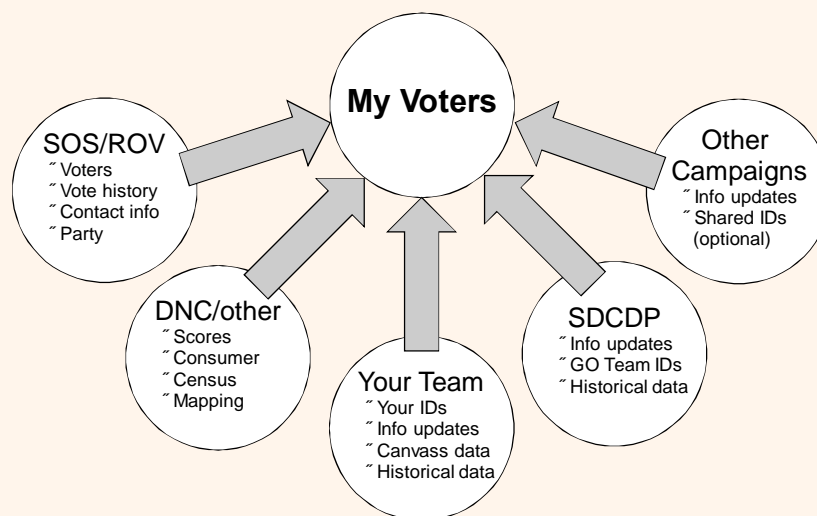 My Voters
SOS/ROV
˝ Voters
˝ Vote history
˝ Contact info
˝ Party
DNC/other
˝ Scores
˝ Consumer
˝ Census
˝ Mapping
Your Team
˝ Your IDs
˝ Info updates
˝ Canvass data
˝ Historical data
SDCDP
˝ Info updates
˝ GO Team IDs
˝ Historical data
Other
Campaigns
˝ Info updates
˝ Shared IDs
(optional)